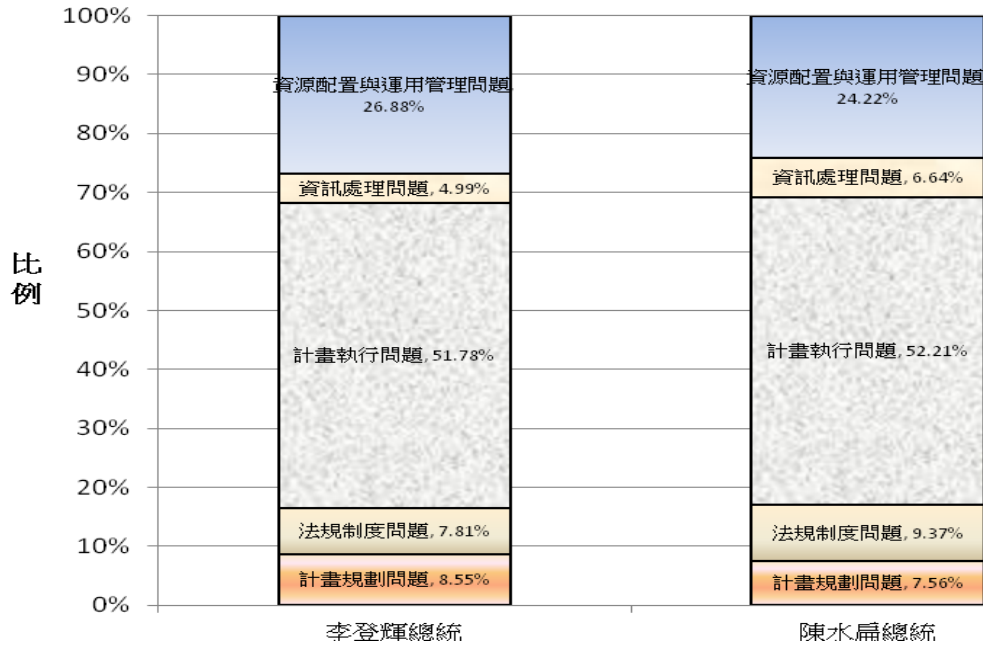 100%
90%
80%
70%
60%
50%
40%
30%
20%
10%
0%
比
例
資源配置與運用管理問題,
26.88%
資訊處理問題, 4.99%
計畫執行問題, 51.78%
法規制度問題, 7.81%
計畫規劃問題, 8.55%
資源配置與運用管理問題,
24.22%
資訊處理問題, 6.64%
計畫執行問題, 52.21%
法規制度問題, 9.37%
計畫規劃問題, 7.56%
李登輝總統
陳水扁總統